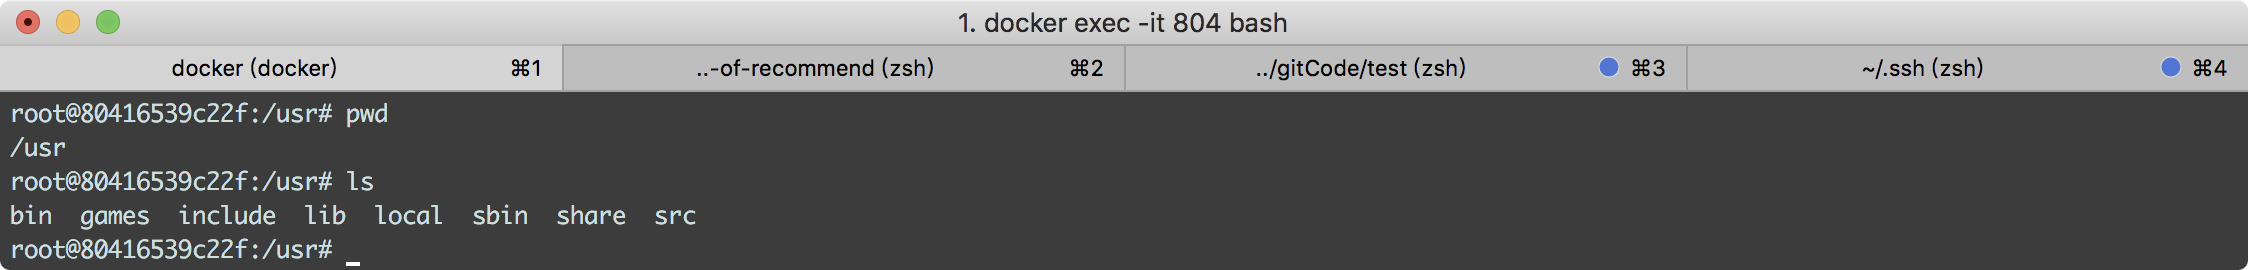 1. docker exec -it 804 bash
docker (docker) ⌘1 ..-of-recommend (zsh) ⌘2 ../gitCode/test (zsh) ⌘3 ~/.ssh (zsh) ⌘4
root@80416539c22f:/usr# pwd
/usr
root@80416539c22f:/usr# ls
bin  games  include  lib  local  sbin  share  src
root@80416539c22f:/usr#